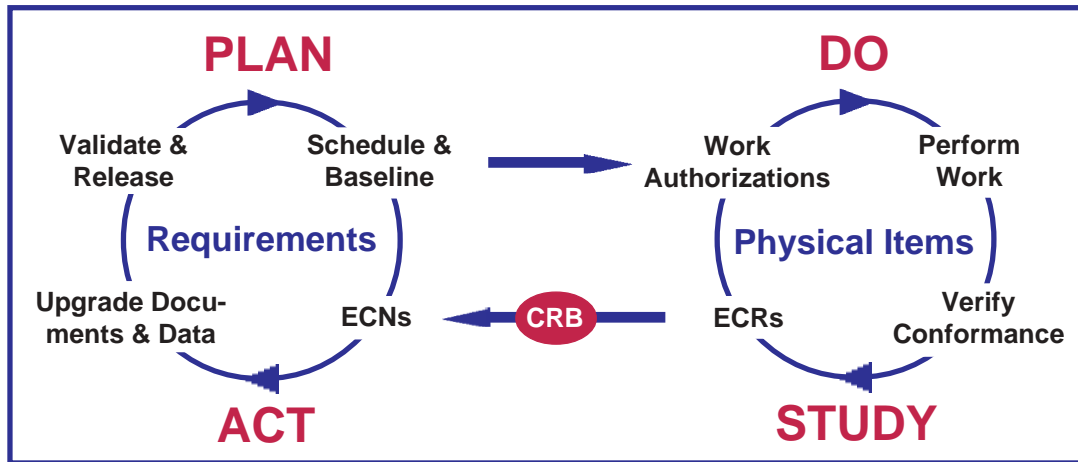 PLAN
Validate &
Release
Schedule &
Baseline
Requirements
Upgrade Docu-
ments & Data
ECNs
ACT
CRB
DO
Work
Authorizations
Perform
Work
Physical Items
ECRs
Verify
Conformance
STUDY